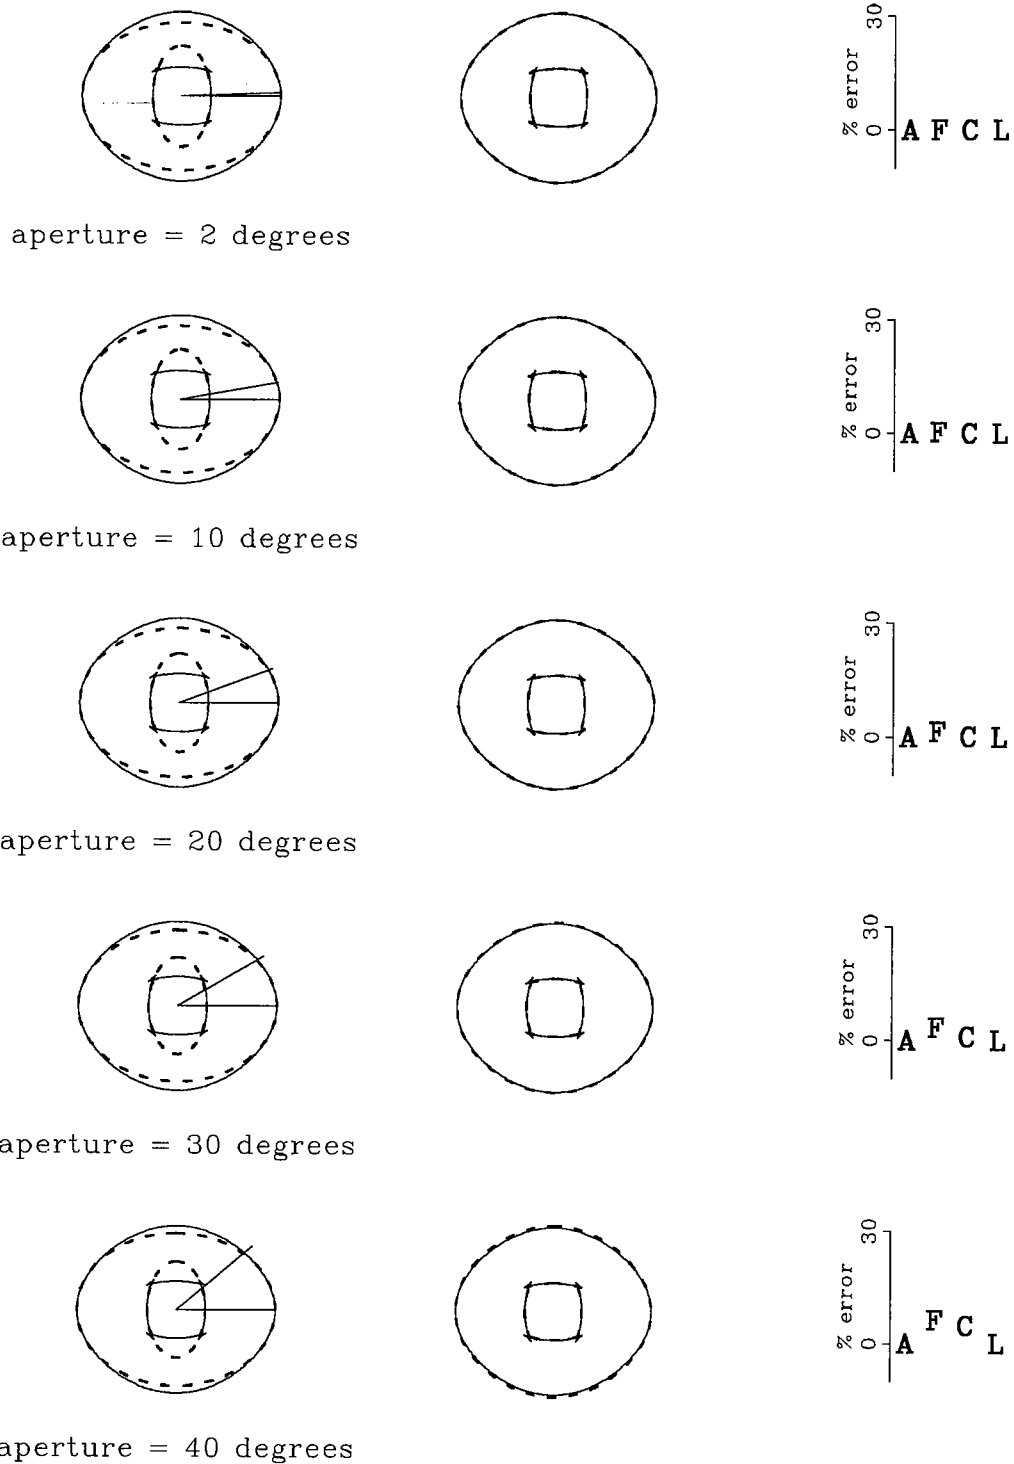 30
% error
0
A F C L
aperture = 2 degrees
30
% error
0
A F C L
aperture = 10 degrees
30
% error
0
A F C L
aperture = 20 degrees
30
% error
0
A F C L
aperture = 30 degrees
30
% error
0
A F C L
aperture = 40 degrees